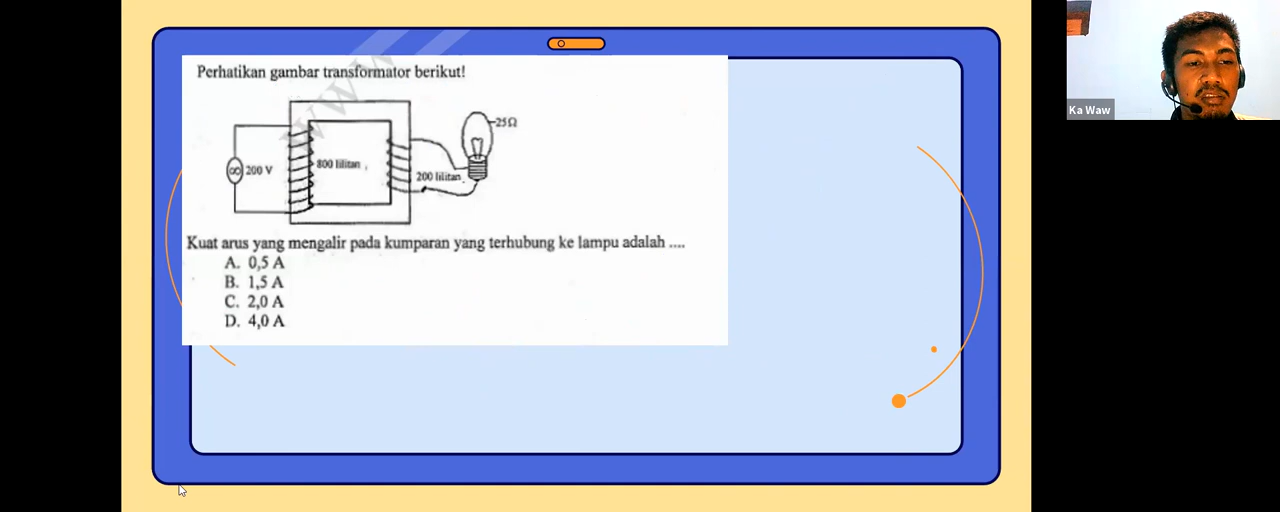 Perhatikan gambar transformator berikut!
25Ω
200 V
800 lilitan
200 lilitan
Kuat arus yang mengalir pada kumparan yang terhubung ke lampu adalah ....
A. 0,5 A
B. 1,5 A
C. 2,0 A
D. 4,0 A
Ka Waw